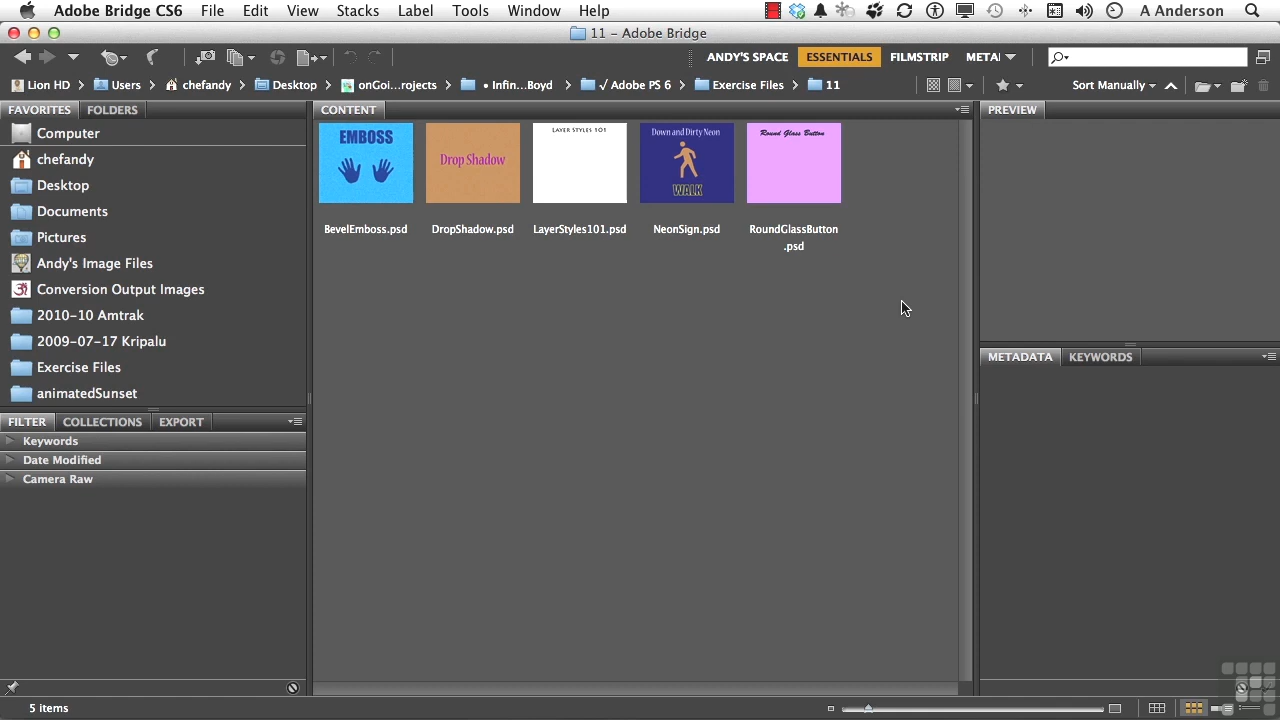 Adobe Bridge CS6 File Edit View Stacks Label Tools Window Help A Anderson
11 – Adobe Bridge
ANDY'S SPACE ESSENTIALS FILMSTRIP META
Lion HD Users chefandy Desktop onGoi...rojects • Infin...Boyd √ Adobe PS 6 Exercise Files 11 Sort Manually
FAVORITES FOLDERS
Computer
chefandy
Desktop
Documents
Pictures
Andy's Image Files
Conversion Output Images
2010-10 Amtrak
2009-07-17 Kripalu
Exercise Files
animatedSunset
FILTER COLLECTIONS EXPORT
Keywords
Date Modified
Camera Raw
5 items
CONTENT
EMBOSS
Drop Shadow
LAYER STYLES 101
Down and Dirty Neon
WALK
Round Glass Button
BevelEmboss.psd DropShadow.psd LayerStyles101.psd NeonSign.psd RoundGlassButton
.psd
PREVIEW
METADATA KEYWORDS